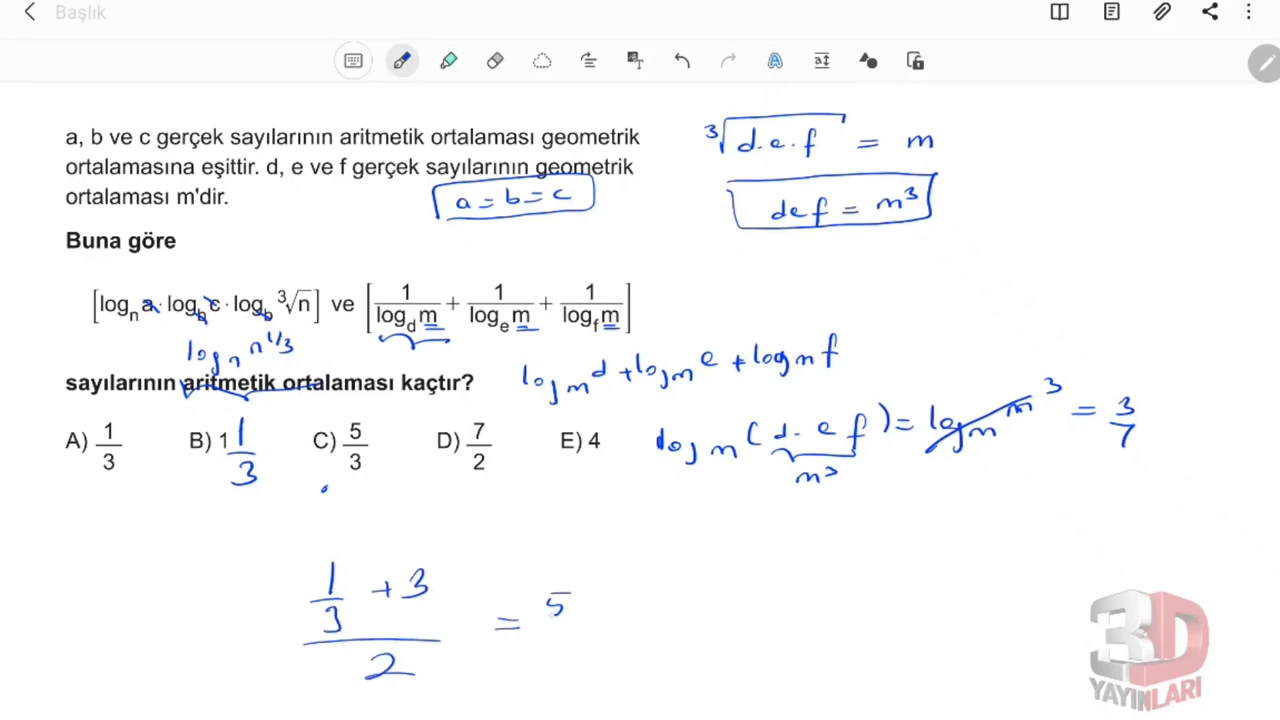 Başlık
a, b ve c gerçek sayılarının aritmetik ortalaması geometrik
ortalamasına eşittir. d, e ve f gerçek sayılarının geometrik
ortalaması m'dir.
a = b = c
∛(d.e.f) = m
def = m³
Buna göre
[logₙ a · log_b c · log_b ∛n] ve [1/log_d m + 1/log_e m + 1/log_f m]
logₙ n^1/3
sayılarının aritmetik ortalaması kaçtır?
log_m d + log_m e + log_m f
A) 1/3 B) 1 C) 5/3 D) 7/2 E) 4
1/3
log_m (d. e f) = log_m m³ = 3/7
m³
(1/3 + 3)/2 = 5
3D
YAYINLARI